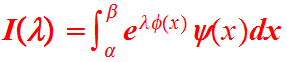 I(λ) = ∫_α^β e^{λϕ(x)} ψ(x)dx